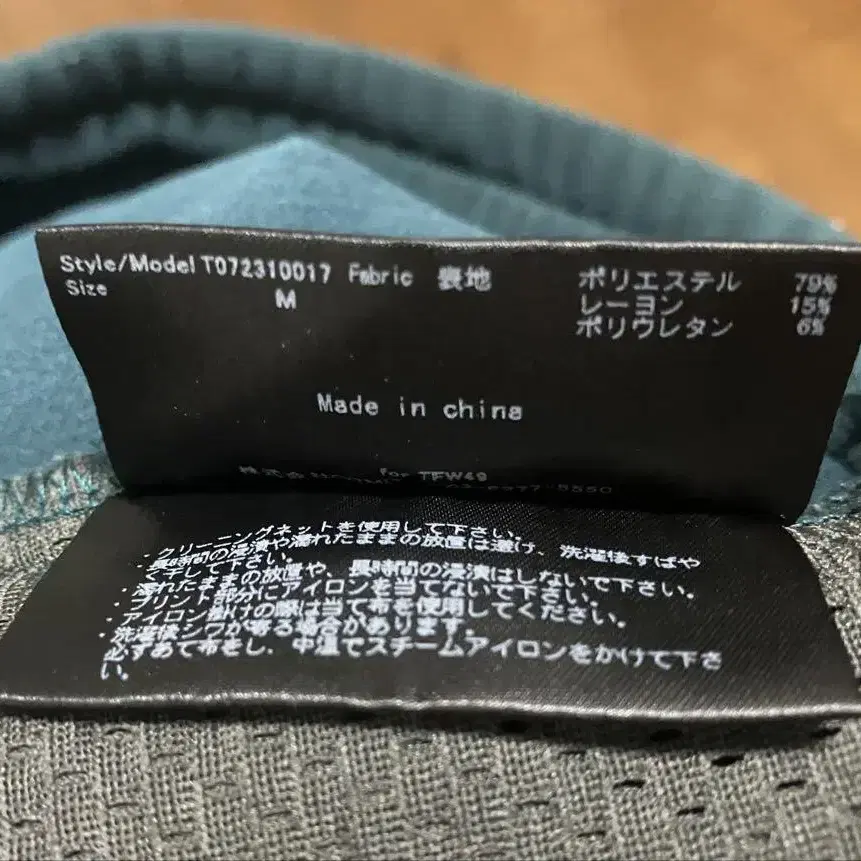 Style/Model T072310017 Fabric 表地 ポリエステル 79%
Size M レーヨン 15%
ポリウレタン 6%
Made in china
for TFW49
・クリーニングネットを使用して下さい。
・長時間の浸漬や濡れたままの放置は避け、洗濯後すばや
く干して下さい。
・濡れたままの放置や、長時間の浸漬はしないで下さい。
・プリント部分にアイロンを当てないで下さい。
・アイロン掛けの際は当て布を使用してください。
・洗濯後シワが寄る場合があります。
必ずあて布をし、中温でスチームアイロンをかけて下さ
い。